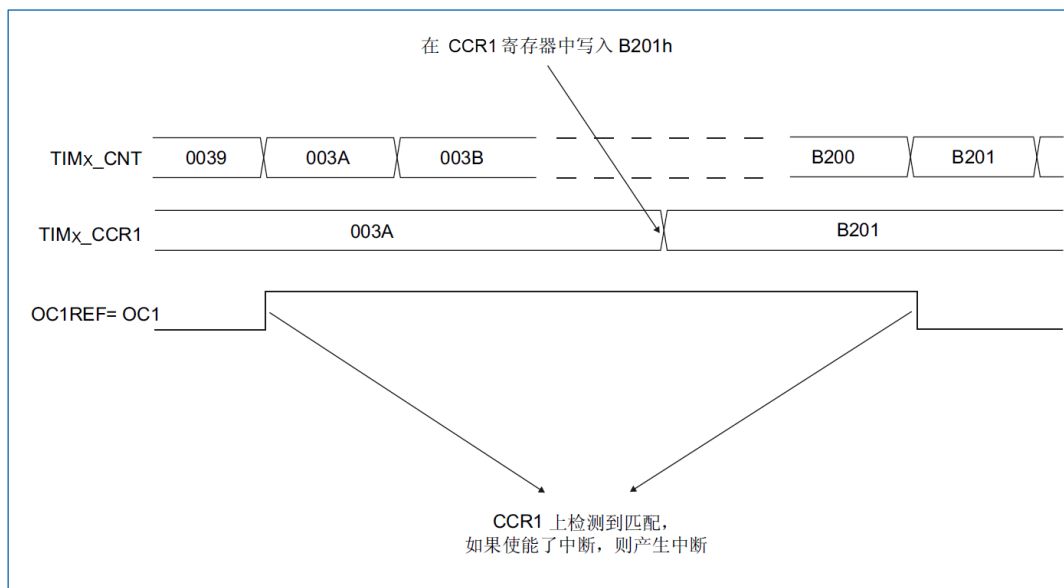 在 CCR1 寄存器中写入 B201h
TIMx_CNT 0039 003A 003B B200 B201
TIMx_CCR1 003A B201
OC1REF= OC1
CCR1 上检测到匹配，
如果使能了中断，则产生中断